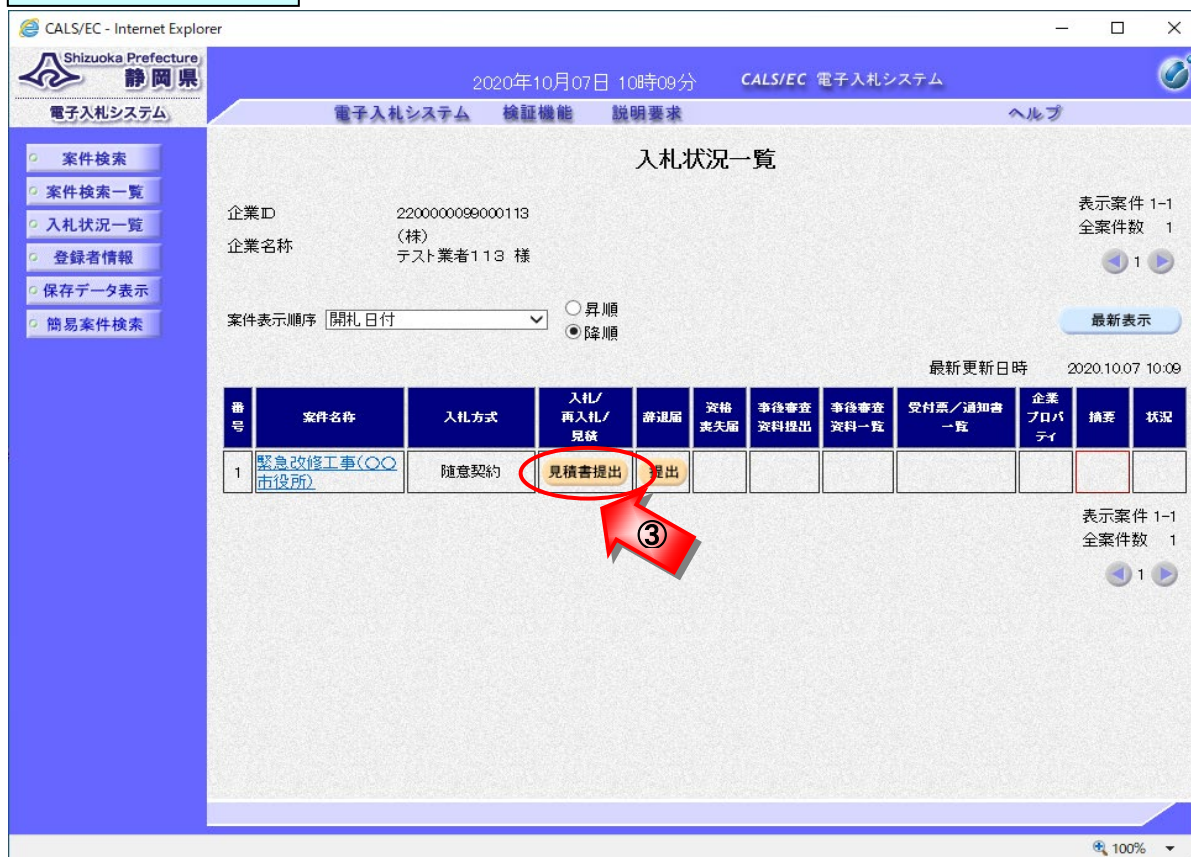 CALS/EC - Internet Explorer
Shizuoka Prefecture
静岡県
電子入札システム
2020年10月07日 10時09分
CALS/EC 電子入札システム
電子入札システム 検証機能 説明要求 ヘルプ
案件検索
案件検索一覧
入札状況一覧
登録者情報
保存データ表示
簡易案件検索
入札状況一覧
企業ID 2200000099000113
企業名称 (株)
テスト業者113 様
表示案件 1-1
全案件数 1
1
案件表示順序 開札日付
昇順
降順
最新表示
最新更新日時 2020.10.07 10:09
番号 案件名称 入札方式 入札/再入札/見積 辞退届 資格喪失届 事後審査資料提出 事後審査資料一覧 受付票/通知書一覧 企業プロパティ 摘要 状況
1 緊急改修工事(〇〇市役所) 随意契約 見積書提出 提出
③
表示案件 1-1
全案件数 1
1
100%